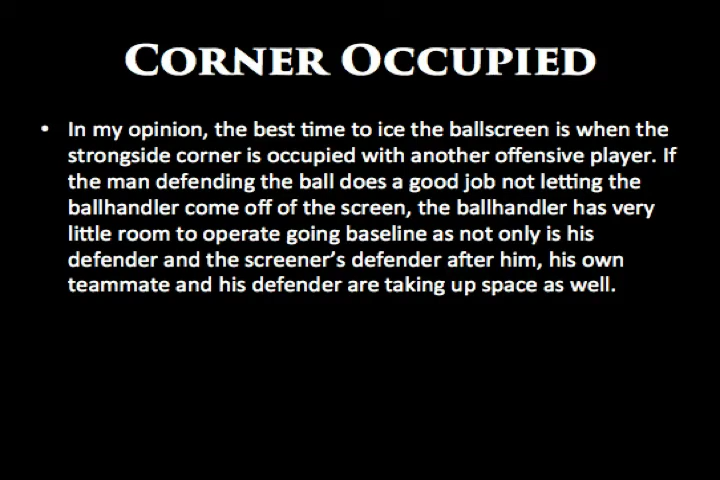 CORNER OCCUPIED
• In my opinion, the best time to ice the ballscreen is when the
strongside corner is occupied with another offensive player. If
the man defending the ball does a good job not letting the
ballhandler come off of the screen, the ballhandler has very
little room to operate going baseline as not only is his
defender and the screener's defender after him, his own
teammate and his defender are taking up space as well.